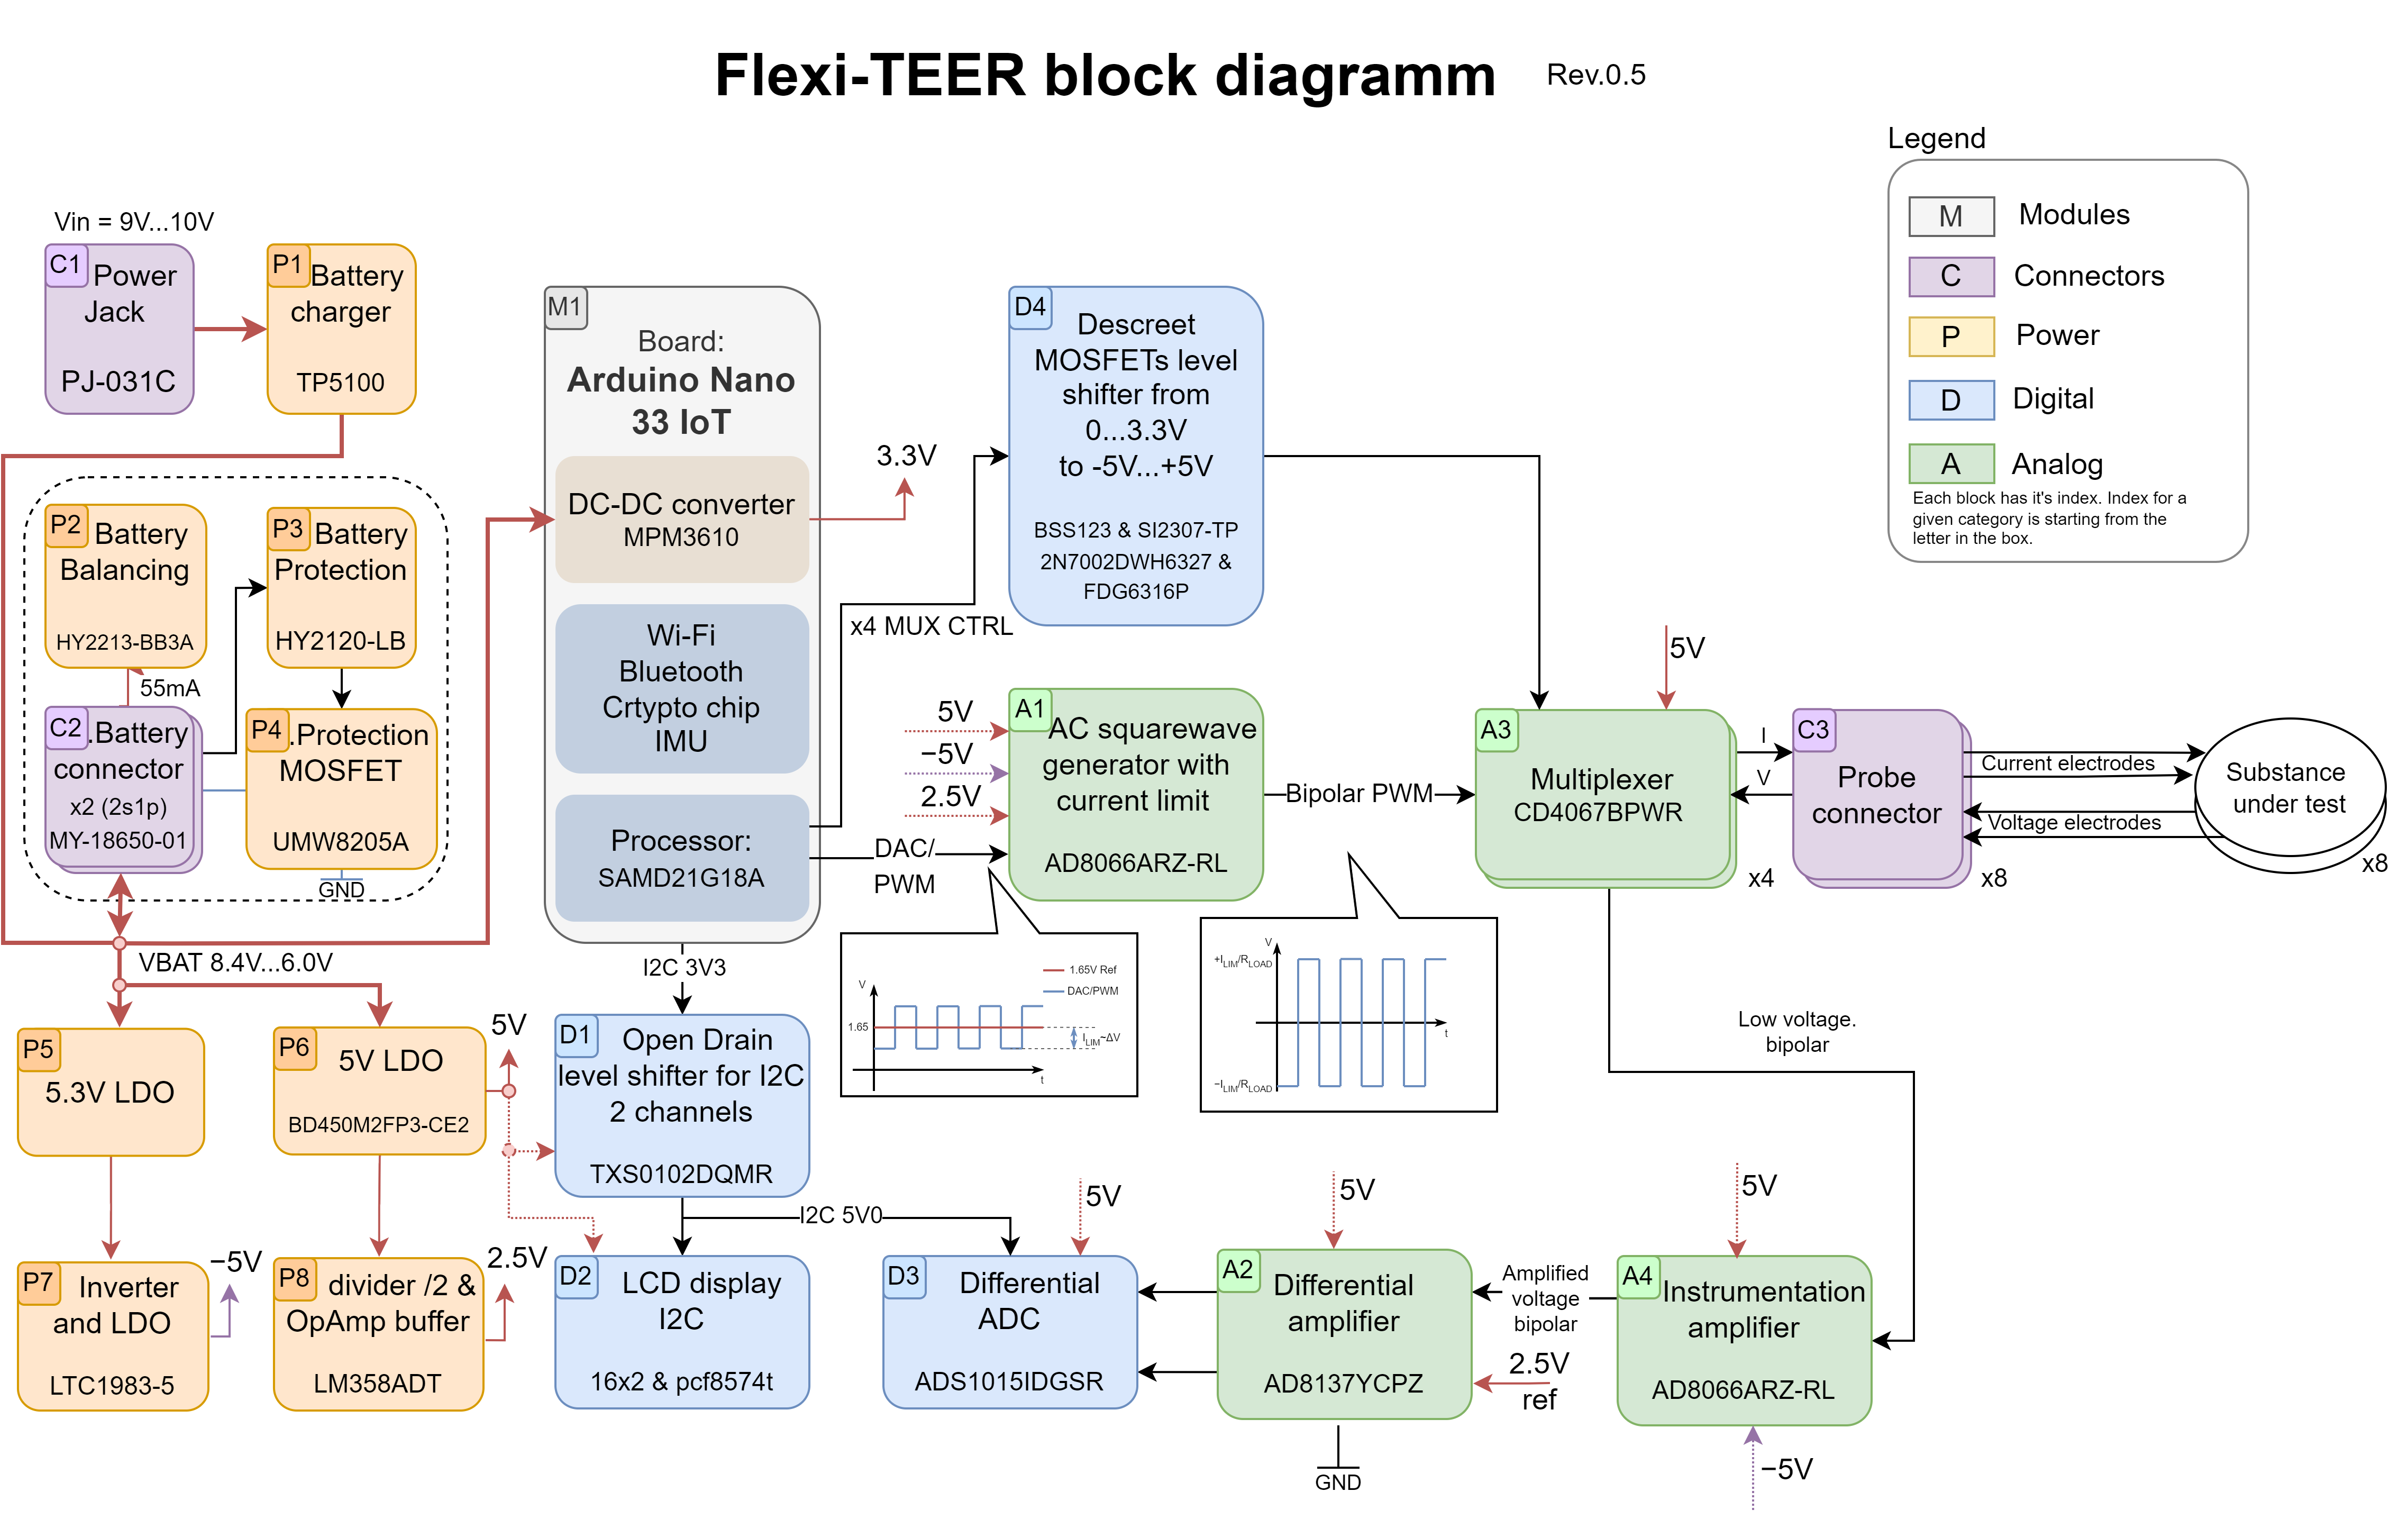 Flexi-TEER block diagramm
Rev.0.5
Legend
M
Modules
C
Connectors
P
Power
D
Digital
A
Analog
Each block has it's index. Index for a
given category is starting from the
letter in the box.
Vin = 9V...10V
C1
Power
Jack
PJ-031C
P1
Battery
charger
TP5100
P2
Battery
Balancing
HY2213-BB3A
P3
Battery
Protection
HY2120-LB
55mA
C2
.Battery
connector
x2 (2s1p)
MY-18650-01
P4
.Protection
MOSFET
UMW8205A
GND
VBAT 8.4V...6.0V
P5
5.3V LDO
P6
5V LDO
BD450M2FP3-CE2
5V
P7
Inverter
and LDO
LTC1983-5
−5V
P8
divider /2 &
OpAmp buffer
LM358ADT
2.5V
M1
Board:
Arduino Nano
33 IoT
DC-DC converter
MPM3610
3.3V
Wi-Fi
Bluetooth
Crtypto chip
IMU
Processor:
SAMD21G18A
x4 MUX CTRL
DAC/
PWM
I2C 3V3
D1
Open Drain
level shifter for I2C
2 channels
TXS0102DQMR
I2C 5V0
D2
LCD display
I2C
16x2 & pcf8574t
D4
Descreet
MOSFETs level
shifter from
0...3.3V
to -5V...+5V
BSS123 & SI2307-TP
2N7002DWH6327 &
FDG6316P
5V
−5V
2.5V
A1
AC squarewave
generator with
current limit
AD8066ARZ-RL
Bipolar PWM
V
1.65V Ref
DAC/PWM
1.65
ILIM~ΔV
t
V
+ILIM/RLOAD
t
−ILIM/RLOAD
5V
A3
Multiplexer
CD4067BPWR
x4
I
V
C3
Probe
connector
x8
Current electrodes
Voltage electrodes
Substance
under test
x8
Low voltage.
bipolar
5V
D3
Differential
ADC
ADS1015IDGSR
5V
A2
Differential
amplifier
AD8137YCPZ
GND
Amplified
voltage
bipolar
2.5V
ref
5V
A4
Instrumentation
amplifier
AD8066ARZ-RL
−5V